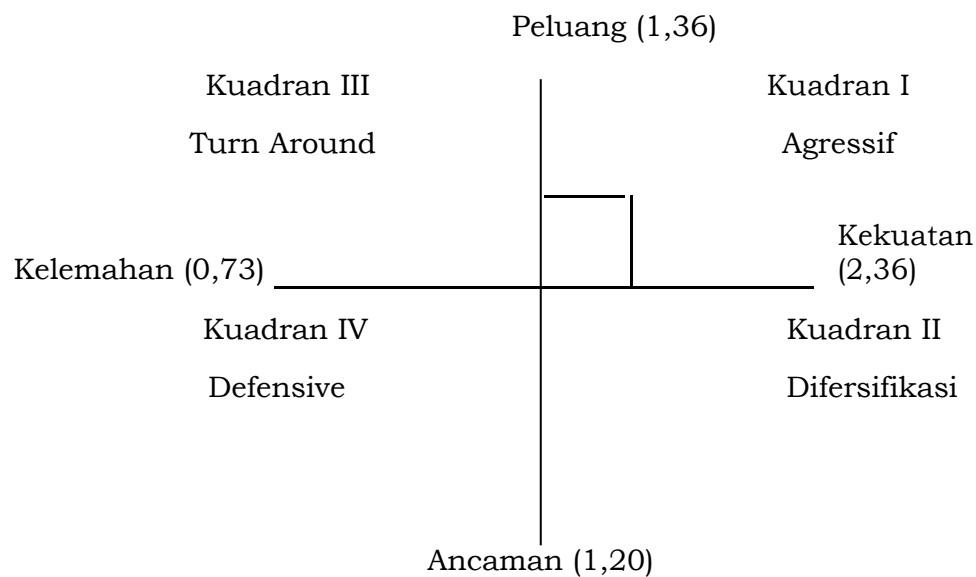 Peluang (1,36)
Kuadran III
Kuadran I
Turn Around
Agressif
Kekuatan
(2,36)
Kelemahan (0,73)
Kuadran IV
Kuadran II
Defensive
Difersifikasi
Ancaman (1,20)